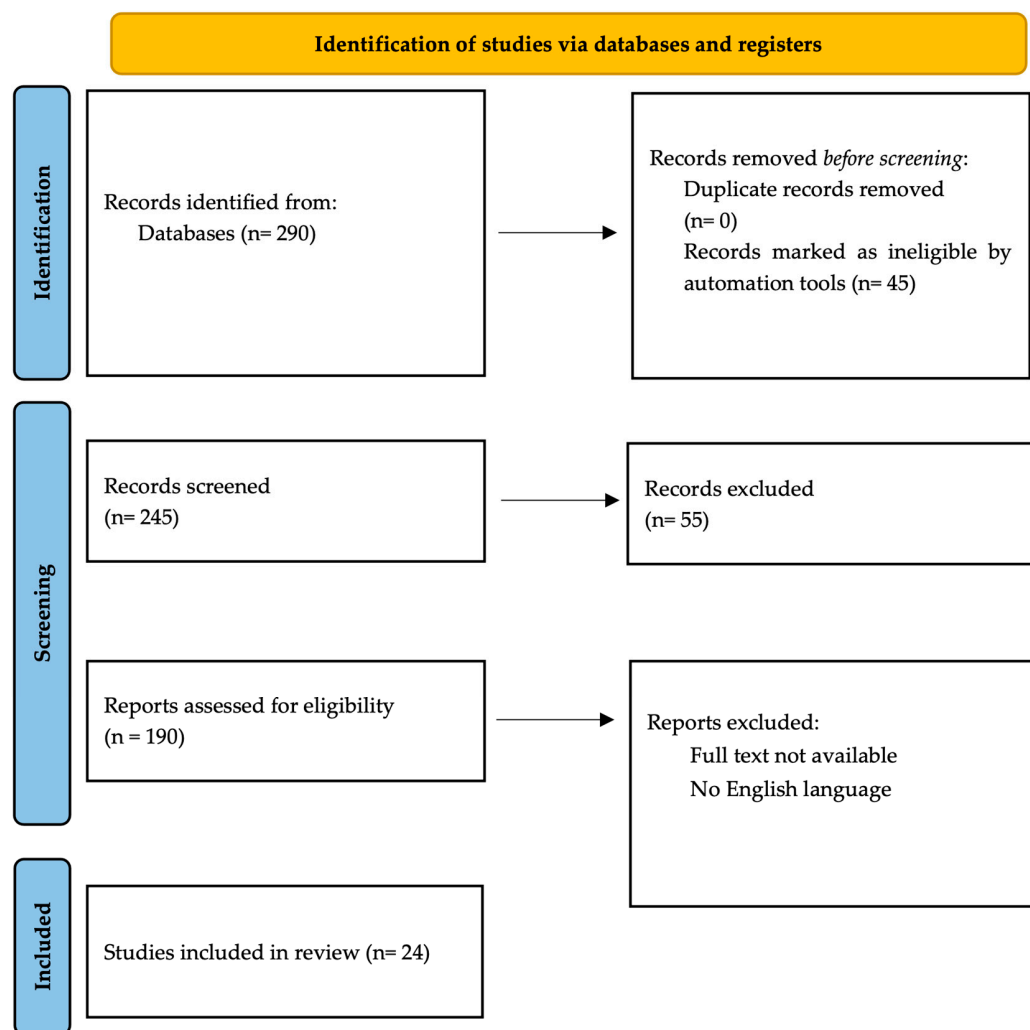 Identification of studies via databases and registers
Identification
Records identified from:
Databases (n= 290)
Records removed before screening:
Duplicate records removed
(n= 0)
Records marked as ineligible by
automation tools (n= 45)
Screening
Records screened
(n= 245)
Records excluded
(n= 55)
Reports assessed for eligibility
(n = 190)
Reports excluded:
Full text not available
No English language
Included
Studies included in review (n= 24)